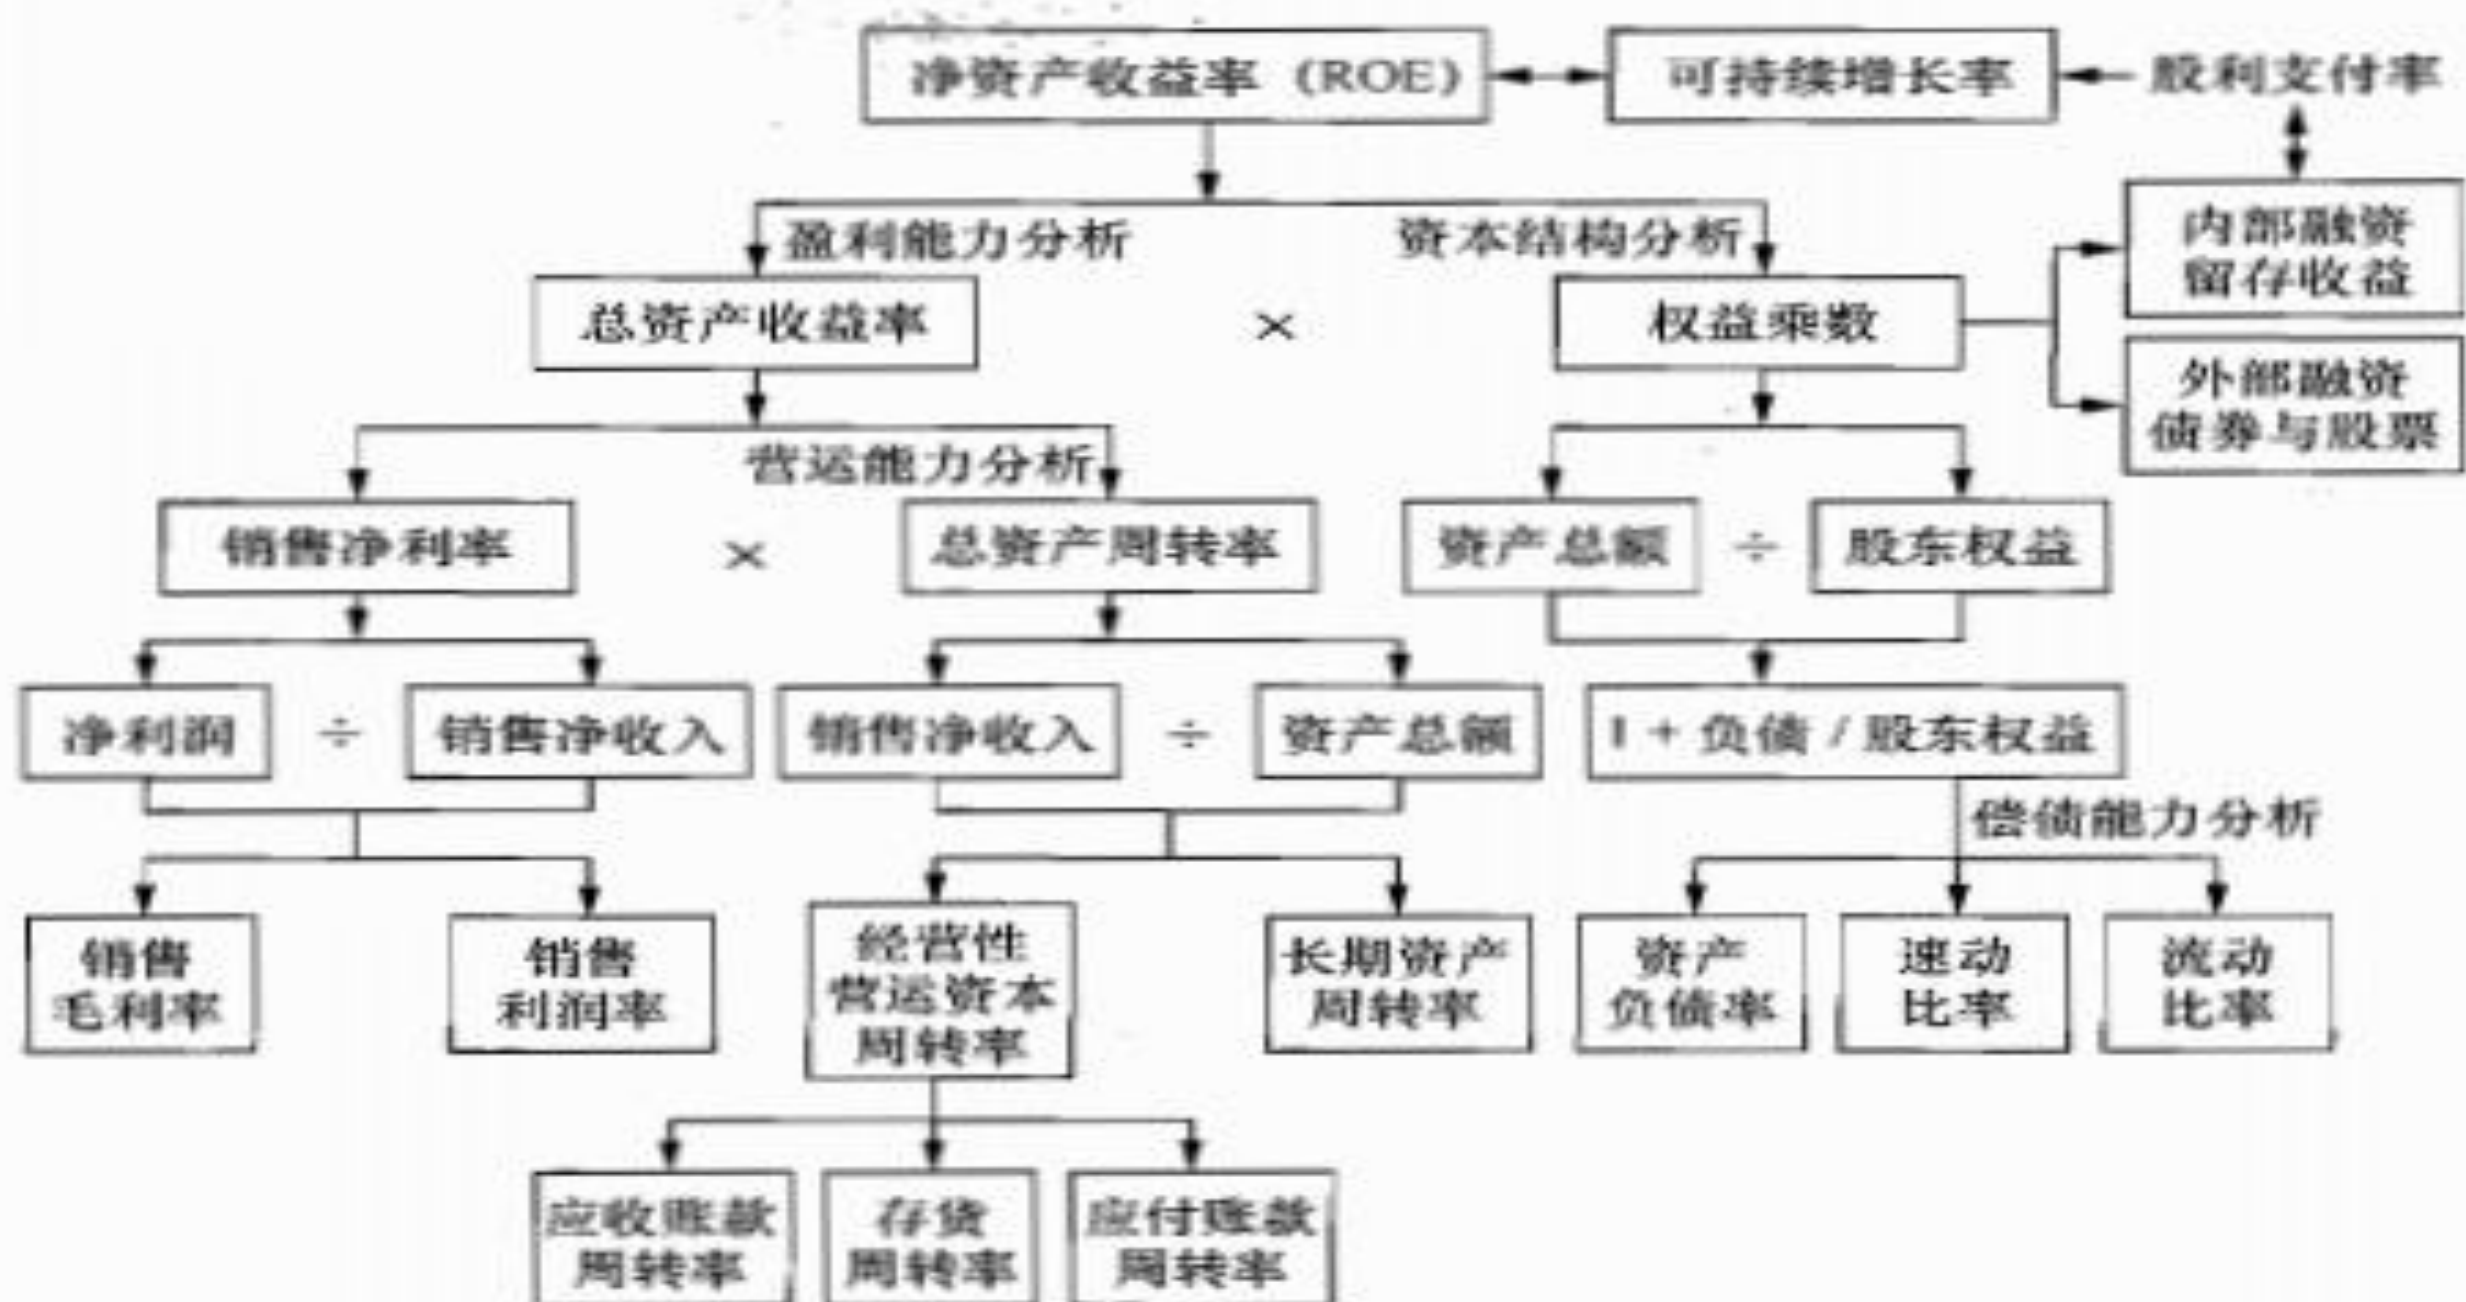 净资产收益率 (ROE)
可持续增长率
股利支付率
盈利能力分析
资本结构分析
内部融资
留存收益
总资产收益率
×
权益乘数
外部融资
债券与股票
营运能力分析
销售净利率
×
总资产周转率
资产总额
÷
股东权益
净利润
÷
销售净收入
销售净收入
÷
资产总额
1 + 负债 / 股东权益
偿债能力分析
销售
毛利率
销售
利润率
经营性
营运资本
周转率
长期资产
周转率
资产
负债率
速动
比率
流动
比率
应收账款
周转率
存货
周转率
应付账款
周转率